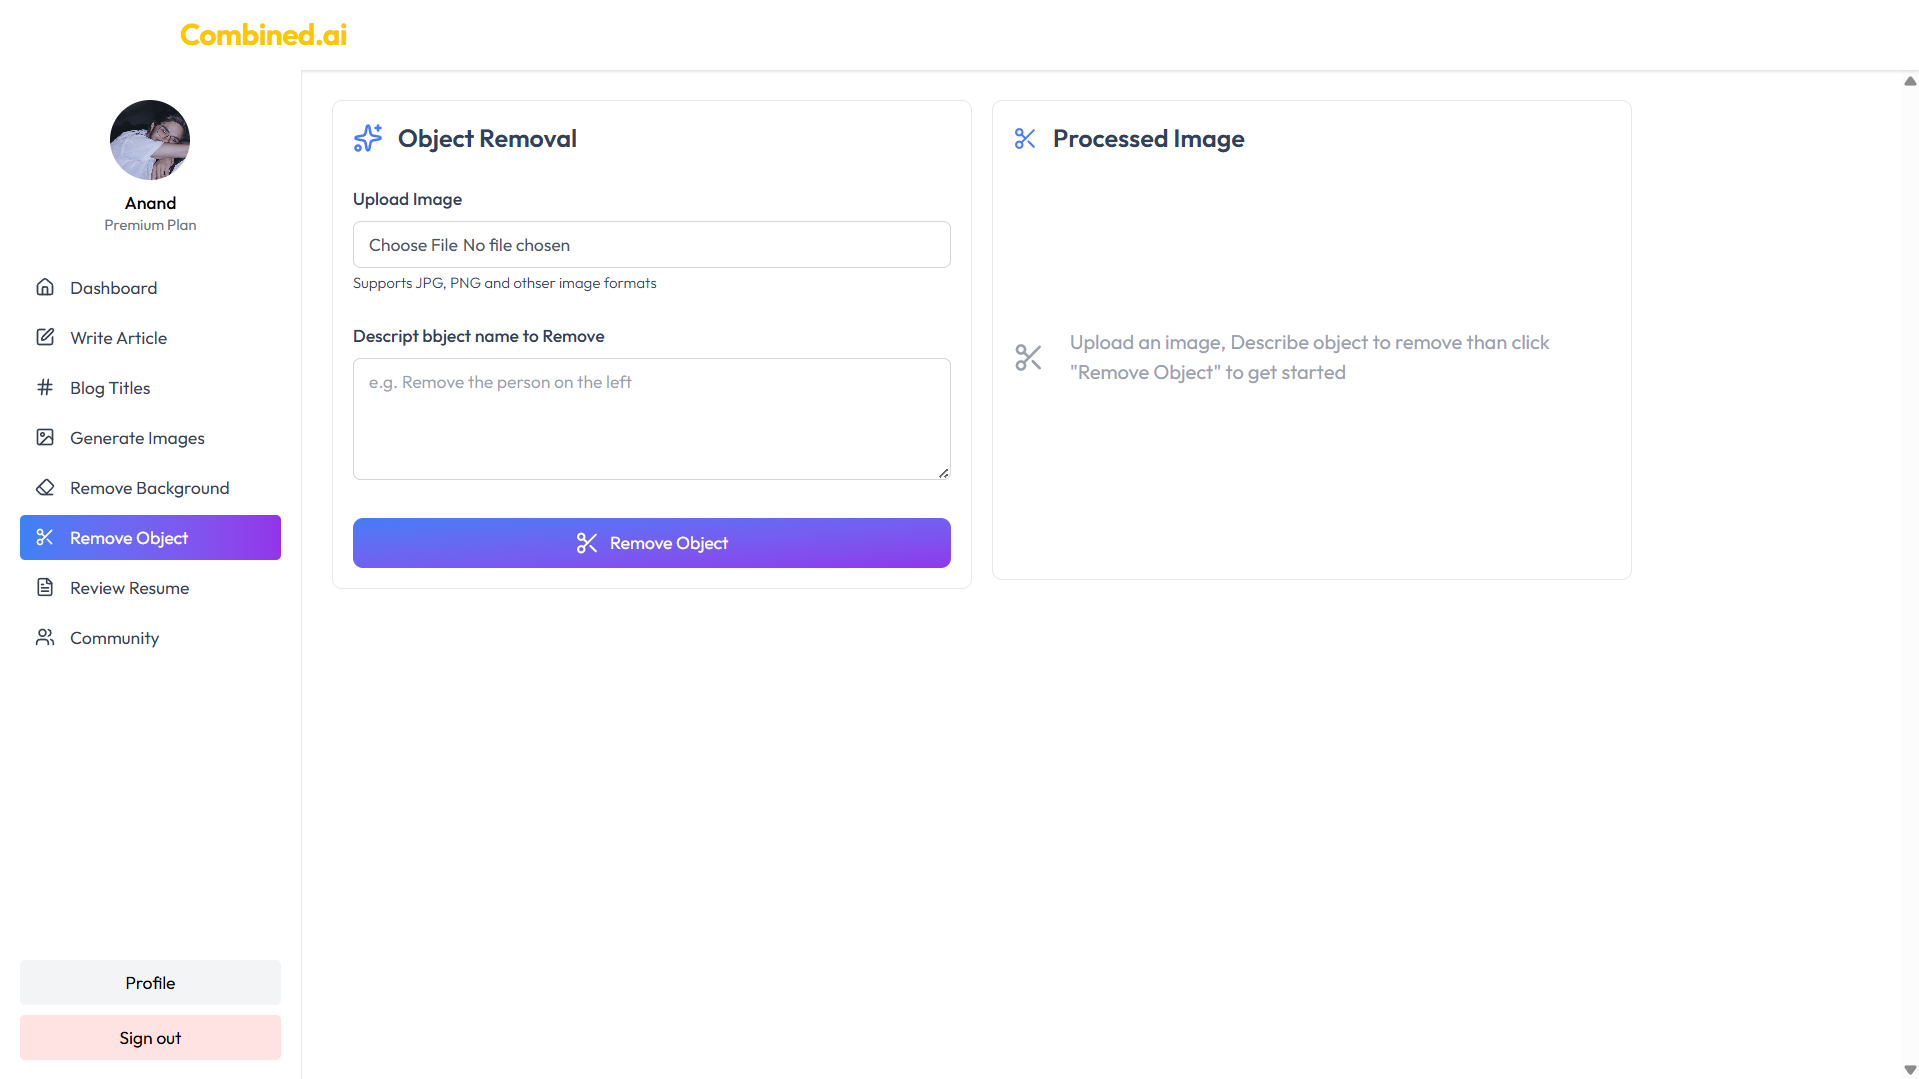 Combined.ai
Anand
Premium Plan
Dashboard
Write Article
Blog Titles
Generate Images
Remove Background
Remove Object
Review Resume
Community
Profile
Sign out
Object Removal
Upload Image
Choose File No file chosen
Supports JPG, PNG and othser image formats
Descript bbject name to Remove
e.g. Remove the person on the left
Remove Object
Processed Image
Upload an image, Describe object to remove than click
"Remove Object" to get started